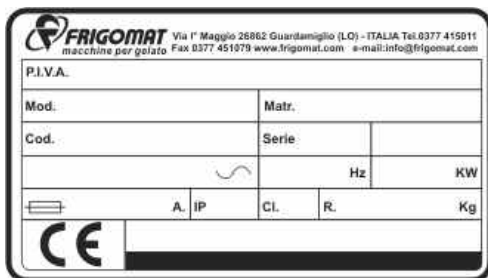 FRIGOMAT
macchine per gelato
Via I° Maggio 26862 Guardamiglio (LO) - ITALIA Tel.0377 415011
Fax 0377 451079 www.frigomat.com e-mail:info@frigomat.com
P.I.V.A.
Mod. Matr.
Cod. Serie
Hz KW
A. IP Cl. R. Kg
CE